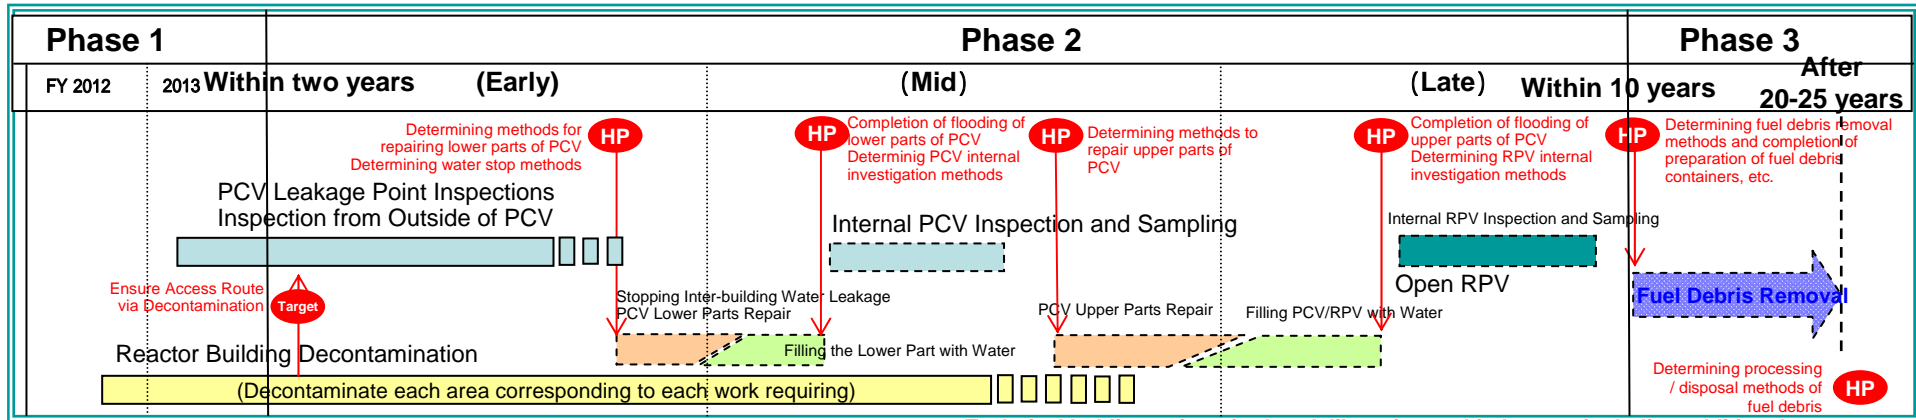 Phase 1
Phase 2
Phase 3
FY 2012
2013
Within two years
(Early)
(Mid)
(Late)
Within 10 years
After
20-25 years
Determining methods for
repairing lower parts of PCV
Determining water stop methods
HP
HP
Completion of flooding of
lower parts of PCV
Determining PCV internal
investigation methods
HP
Determining methods to
repair upper parts of
PCV
HP
Completion of flooding of
upper parts of PCV
Determining RPV internal
investigation methods
HP
Determining fuel debris removal
methods and completion of
preparation of fuel debris
containers, etc.
PCV Leakage Point Inspections
Inspection from Outside of PCV
Internal PCV Inspection and Sampling
Internal RPV Inspection and Sampling
Open RPV
Ensure Access Route
via Decontamination
Target
Stopping Inter-building Water Leakage
PCV Lower Parts Repair
PCV Upper Parts Repair
Filling PCV/RPV with Water
Fuel Debris Removal
Reactor Building Decontamination
Filling the Lower Part with Water
(Decontaminate each area corresponding to each work requiring)
Determining processing
/ disposal methods of
fuel debris
HP